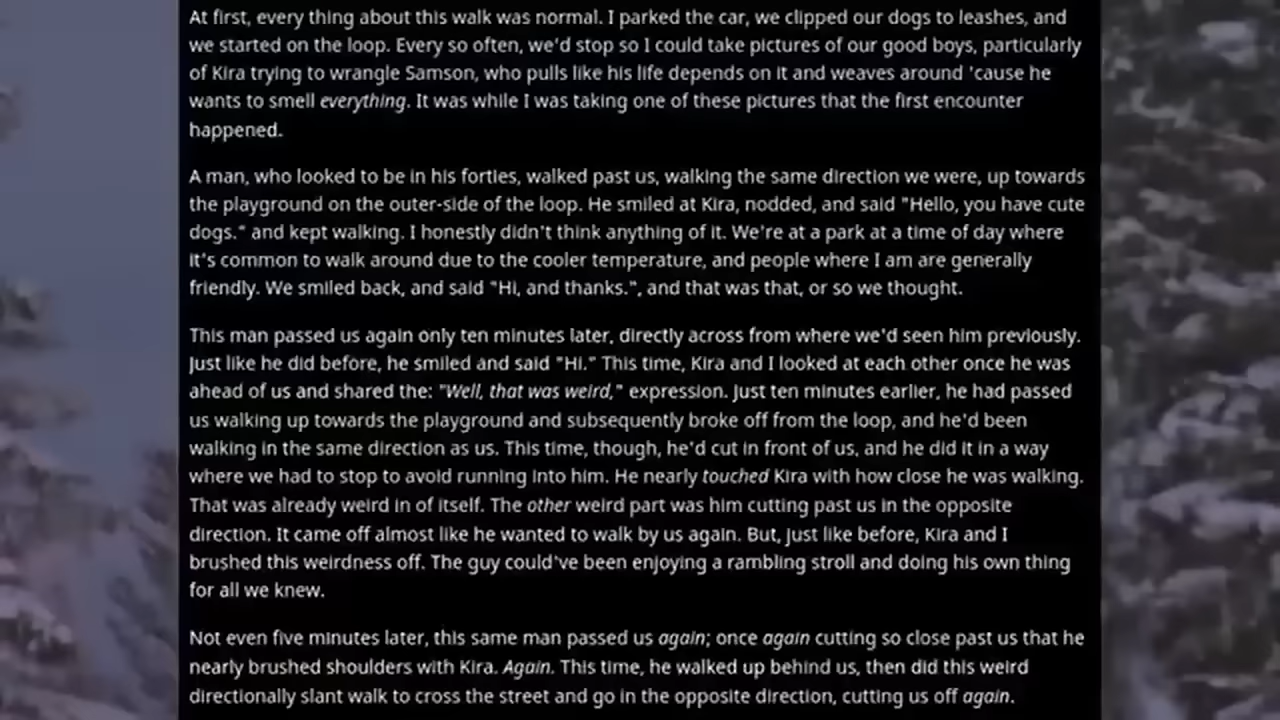 At first, every thing about this walk was normal. I parked the car, we clipped our dogs to leashes, and
we started on the loop. Every so often, we'd stop so I could take pictures of our good boys, particularly
of Kira trying to wrangle Samson, who pulls like his life depends on it and weaves around 'cause he
wants to smell everything. It was while I was taking one of these pictures that the first encounter
happened.
A man, who looked to be in his forties, walked past us, walking the same direction we were, up towards
the playground on the outer-side of the loop. He smiled at Kira, nodded, and said "Hello, you have cute
dogs." and kept walking. I honestly didn't think anything of it. We're at a park at a time of day where
it's common to walk around due to the cooler temperature, and people where I am are generally
friendly. We smiled back, and said "Hi, and thanks.", and that was that, or so we thought.
This man passed us again only ten minutes later, directly across from where we'd seen him previously.
Just like he did before, he smiled and said "Hi." This time, Kira and I looked at each other once he was
ahead of us and shared the: "Well, that was weird," expression. Just ten minutes earlier, he had passed
us walking up towards the playground and subsequently broke off from the loop, and he'd been
walking in the same direction as us. This time, though, he'd cut in front of us, and he did it in a way
where we had to stop to avoid running into him. He nearly touched Kira with how close he was walking.
That was already weird in of itself. The other weird part was him cutting past us in the opposite
direction. It came off almost like he wanted to walk by us again. But, just like before, Kira and I
brushed this weirdness off. The guy could've been enjoying a rambling stroll and doing his own thing
for all we knew.
Not even five minutes later, this same man passed us again; once again cutting so close past us that he
nearly brushed shoulders with Kira. Again. This time, he walked up behind us, then did this weird
directionally slant walk to cross the street and go in the opposite direction, cutting us off again.